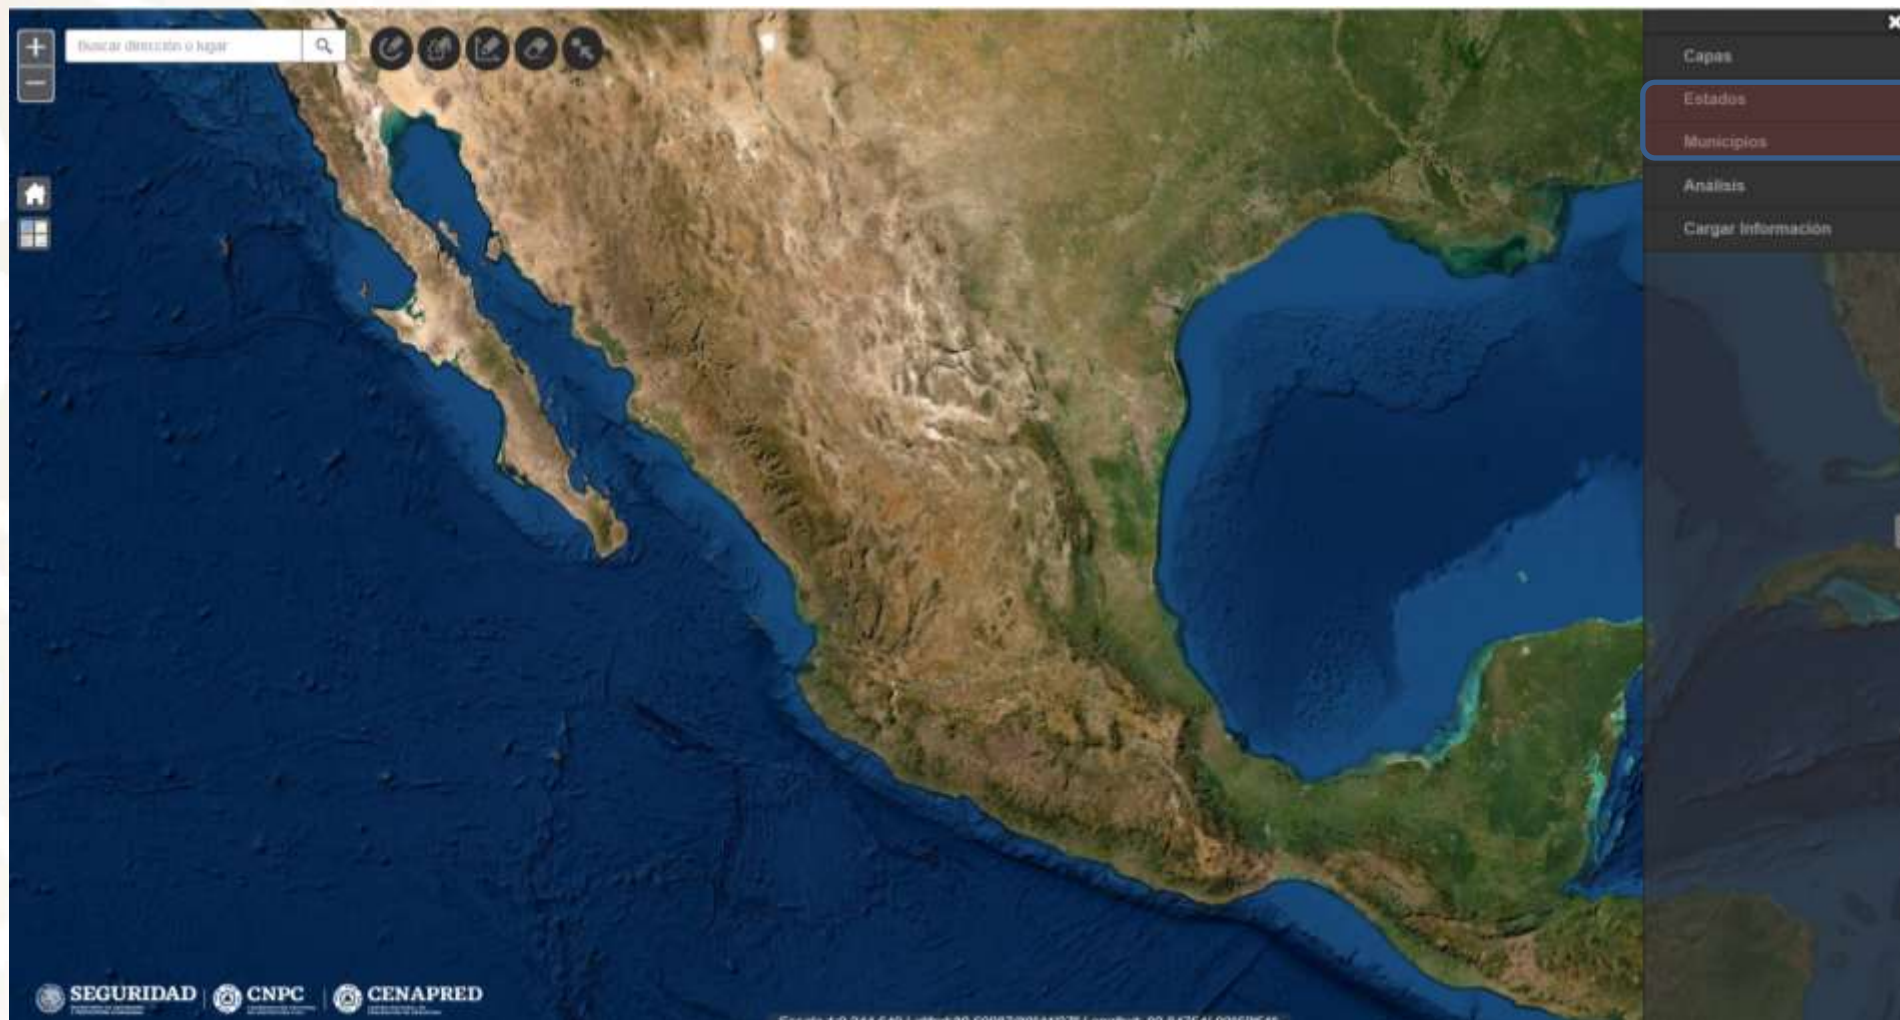 Buscar dirección o lugar
Capas
Estados
Municipios
Análisis
Cargar Información
SEGURIDAD
CNPC
CENAPRED